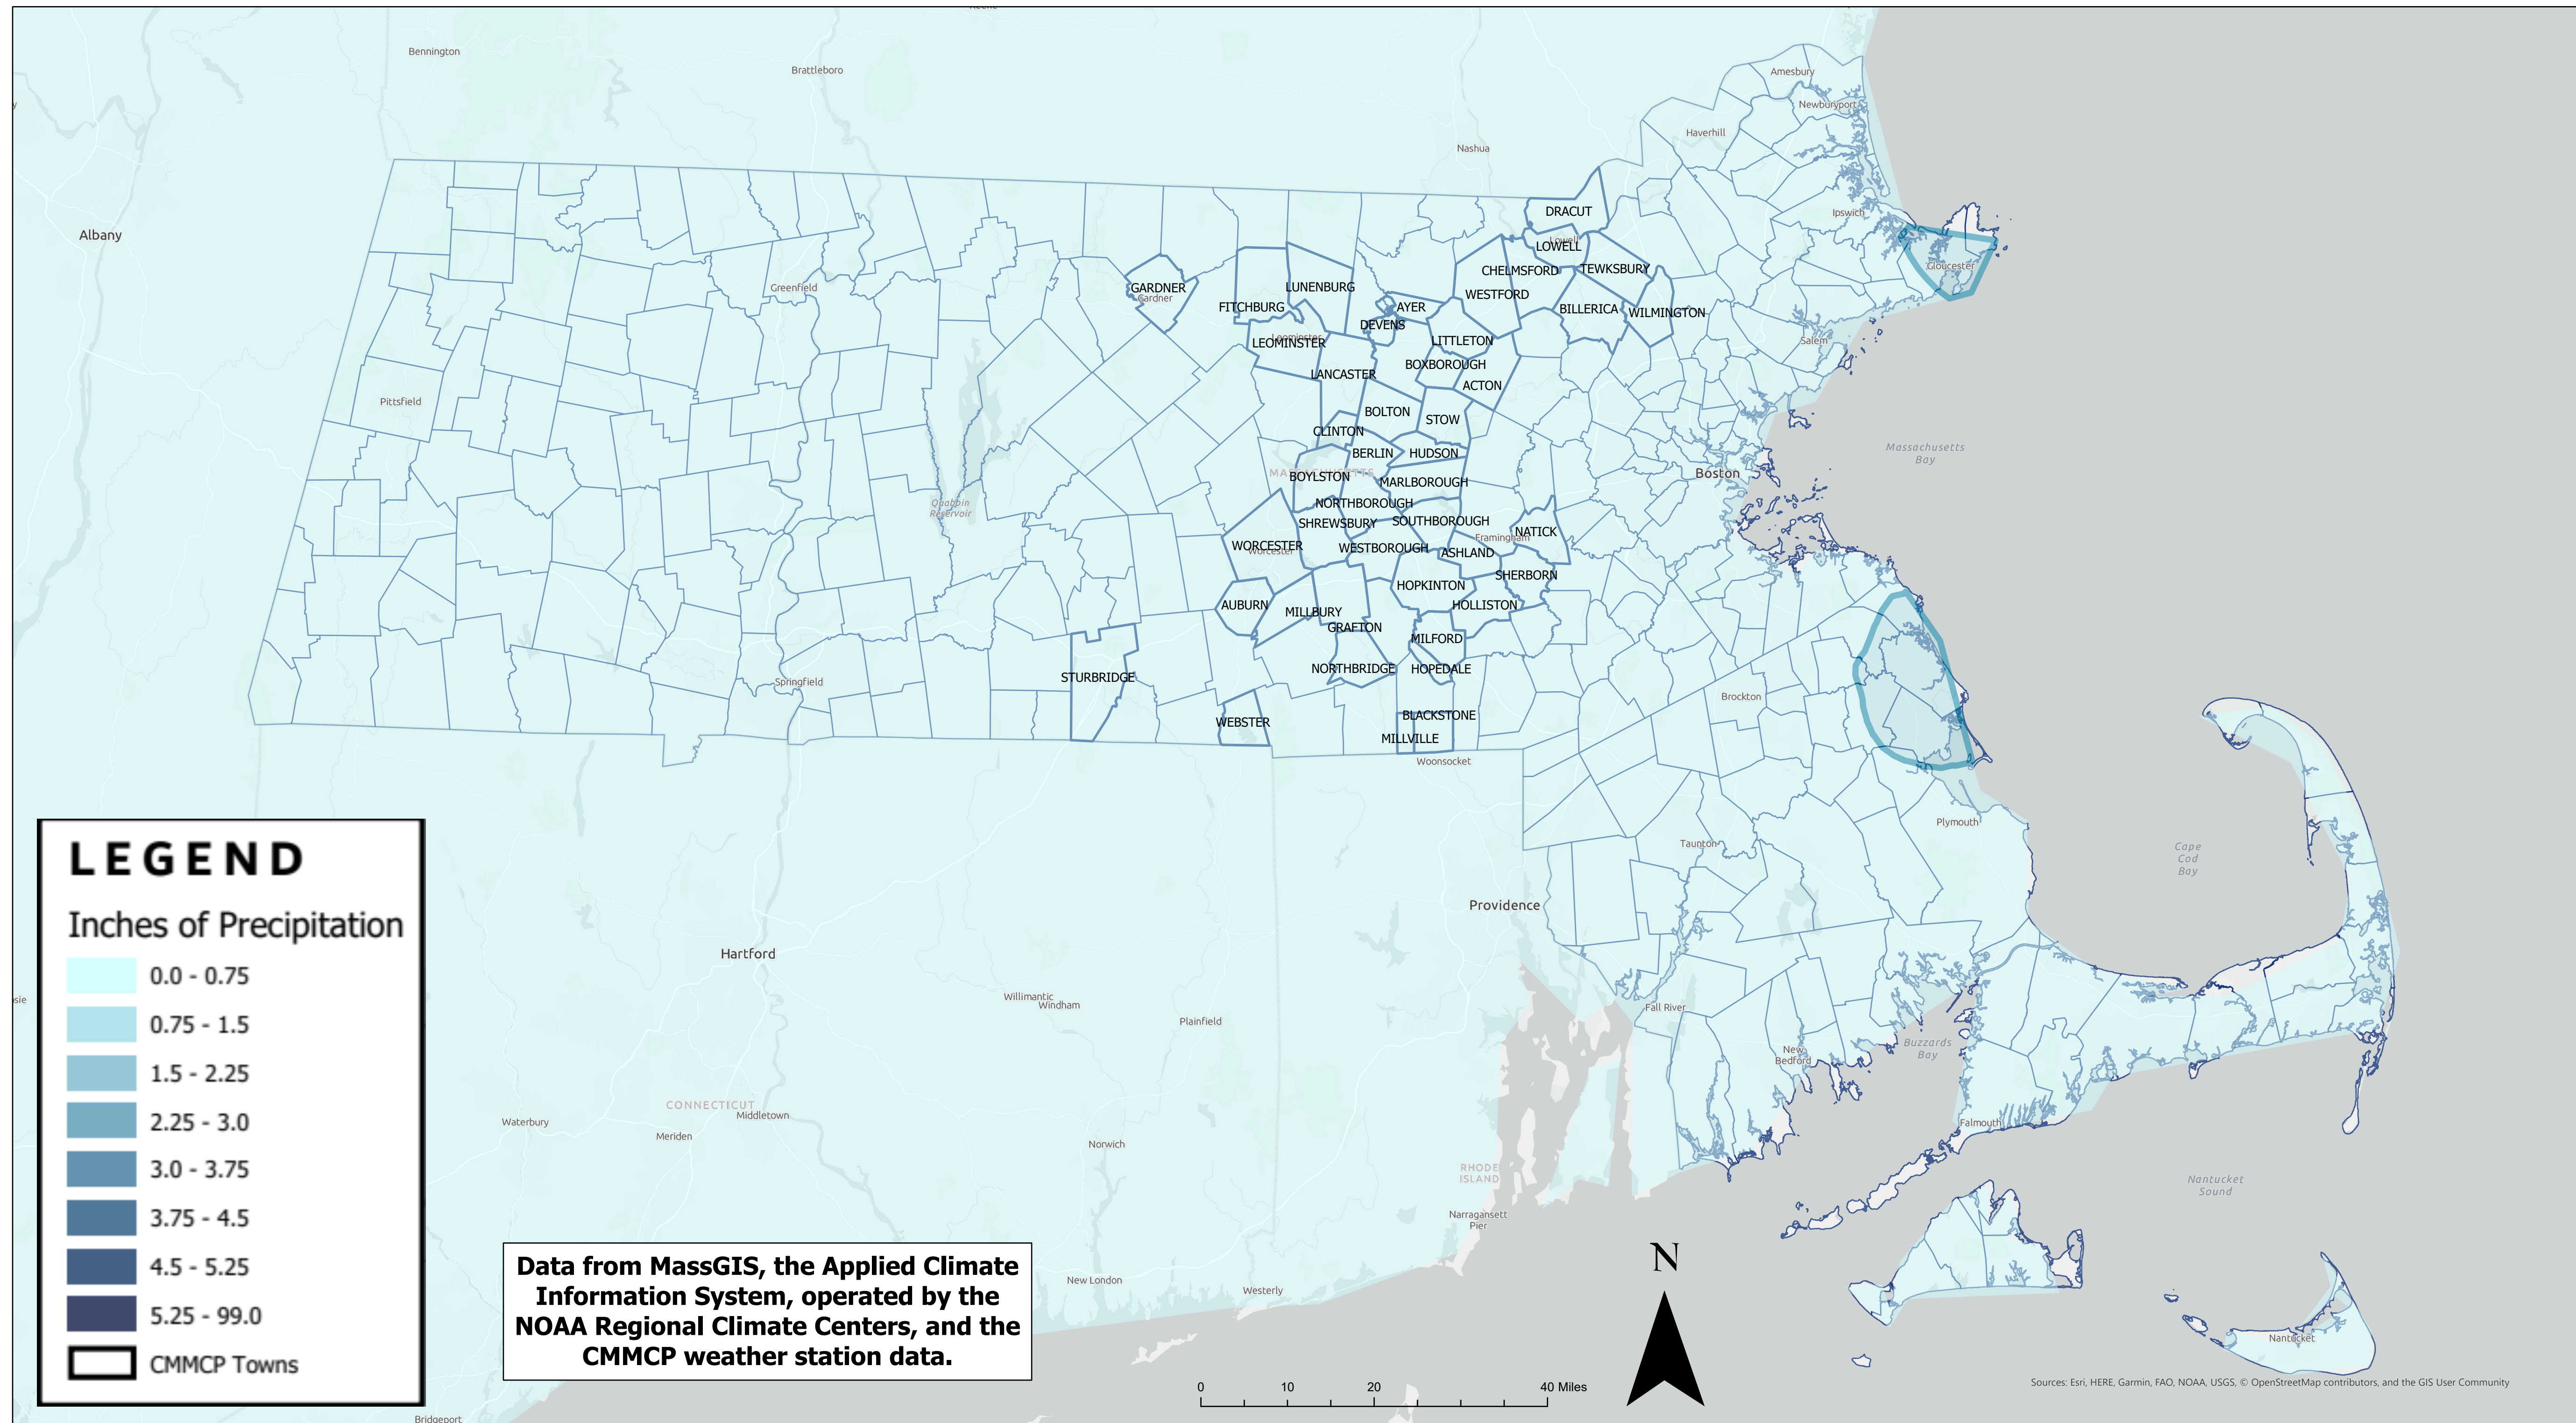 Keene
Bennington
Brattleboro
Amesbury
Newburyport
Haverhill
Nashua
Ipswich
DRACUT
Albany
Lowell
LOWELL
Gloucester
CHELMSFORD
TEWKSBURY
Greenfield
GARDNER
Gardner
LUNENBURG
WESTFORD
FITCHBURG
AYER
BILLERICA
WILMINGTON
DEVENS
Leominster
LEOMINSTER
LITTLETON
Salem
BOXBOROUGH
LANCASTER
ACTON
Pittsfield
BOLTON
STOW
CLINTON
Massachusetts
Bay
BERLIN
HUDSON
MASSACHUSETTS
BOYLSTON
Boston
MARLBOROUGH
Quabbin
Reservoir
NORTHBOROUGH
SHREWSBURY
SOUTHBOROUGH
NATICK
Framingham
WORCESTER
Worcester
WESTBOROUGH
ASHLAND
SHERBORN
HOPKINTON
AUBURN
MILLBURY
HOLLISTON
GRAFTON
MILFORD
NORTHBRIDGE
HOPEDALE
STURBRIDGE
Springfield
Brockton
WEBSTER
BLACKSTONE
MILLVILLE
Woonsocket
Plymouth
Taunton
Cape
Cod
Bay
Providence
Hartford
sie
Willimantic
Windham
Plainfield
Fall River
New
Bedford
Buzzards
Bay
CONNECTICUT
Middletown
Waterbury
Meriden
Norwich
Falmouth
RHODE
ISLAND
Nantucket
Sound
Narragansett
Pier
New London
Westerly
Nantucket
Bridgeport
LEGEND
Inches of Precipitation
0.0 - 0.75
0.75 - 1.5
1.5 - 2.25
2.25 - 3.0
3.0 - 3.75
3.75 - 4.5
4.5 - 5.25
5.25 - 99.0
CMMCP Towns
Data from MassGIS, the Applied Climate
Information System, operated by the
NOAA Regional Climate Centers, and the
CMMCP weather station data.
N
0 10 20 40 Miles
Sources: Esri, HERE, Garmin, FAO, NOAA, USGS, © OpenStreetMap contributors, and the GIS User Community